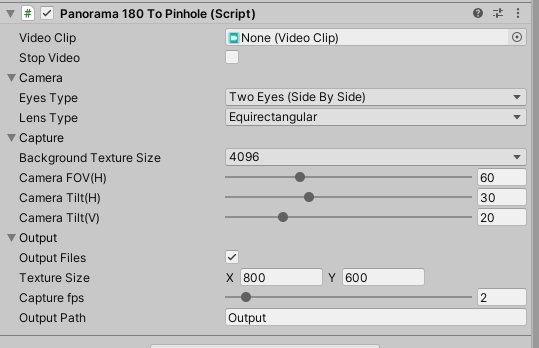 Panorama 180 To Pinhole (Script)
Video Clip None (Video Clip)
Stop Video
Camera
Eyes Type Two Eyes (Side By Side)
Lens Type Equirectangular
Capture
Background Texture Size 4096
Camera FOV(H) 60
Camera Tilt(H) 30
Camera Tilt(V) 20
Output
Output Files
Texture Size X 800 Y 600
Capture fps 2
Output Path Output